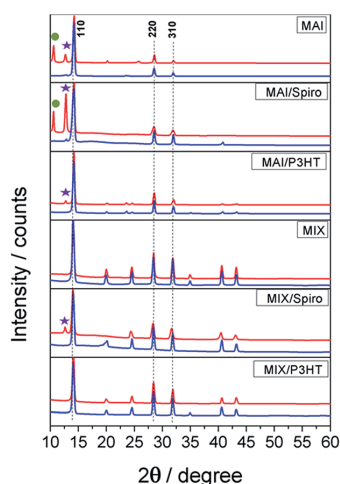 110
220
310
MAI
MAI/Spiro
MAI/P3HT
MIX
MIX/Spiro
MIX/P3HT
Intensity / counts
10 15 20 25 30 35 40 45 50 55 60
2θ / degree